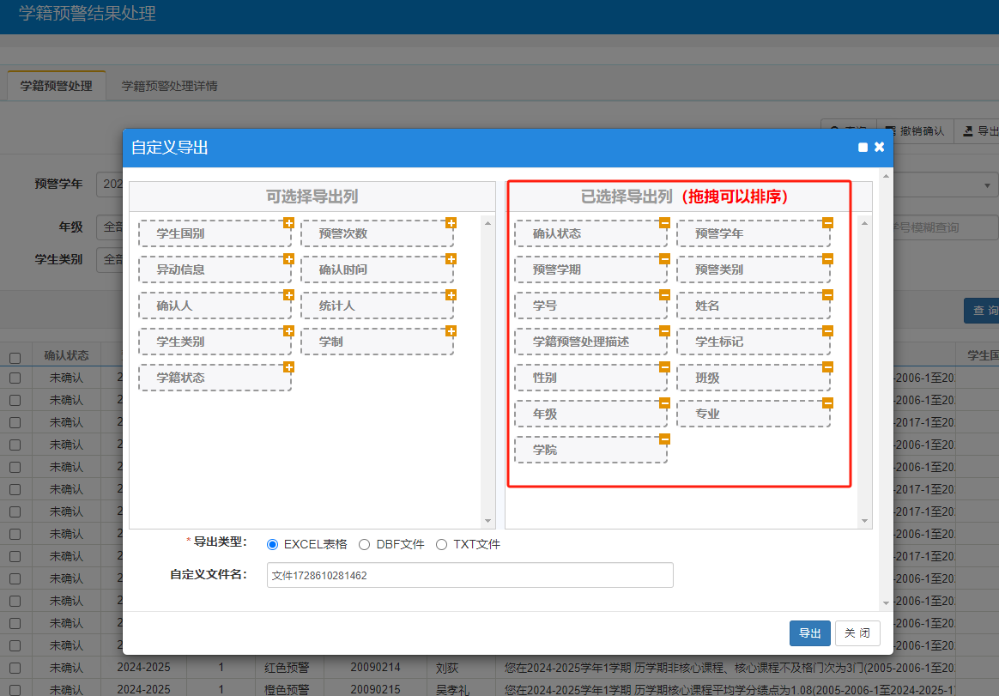 学籍预警结果处理
学籍预警处理 学籍预警处理详情
查询 撤销确认 导出
自定义导出
预警学年 202
年级 全部
学号模糊查询
学生类别 全部
可选择导出列
学生国别 预警次数
异动信息 确认时间
确认人 统计人
学生类别 学制
学籍状态
已选择导出列 (拖拽可以排序)
确认状态 预警学年
预警学期 预警类别
学号 姓名
学籍预警处理描述 学生标记
性别 班级
年级 专业
学院
查 询
确认状态 学生国
未确认 2 -2006-1至20
未确认 2 -2006-1至20
未确认 2 -2017-1至20
未确认 2 -2006-1至20
未确认 2 -2006-1至20
未确认 2 -2017-1至20
未确认 2 -2017-1至20
未确认 2 -2006-1至20
未确认 2 -2017-1至20
未确认 2 -2006-1至20
未确认 2 -2006-1至20
未确认 2 -2006-1至20
未确认 2 -2006-1至20
* 导出类型: EXCEL表格 DBF文件 TXT文件
自定义文件名: 文件1728610281462
导出 关 闭
未确认 2024-2025 1 红色预警 20090214 刘荻 您在2024-2025学年1学期 历学期非核心课程、核心课程不及格门次为3门(2005-2006-1至20
未确认 2024-2025 1 橙色预警 20090215 吴孝礼 您在2024-2025学年1学期 历学期核心课程平均学分绩点为1.08(2005-2006-1至2024-2025-1